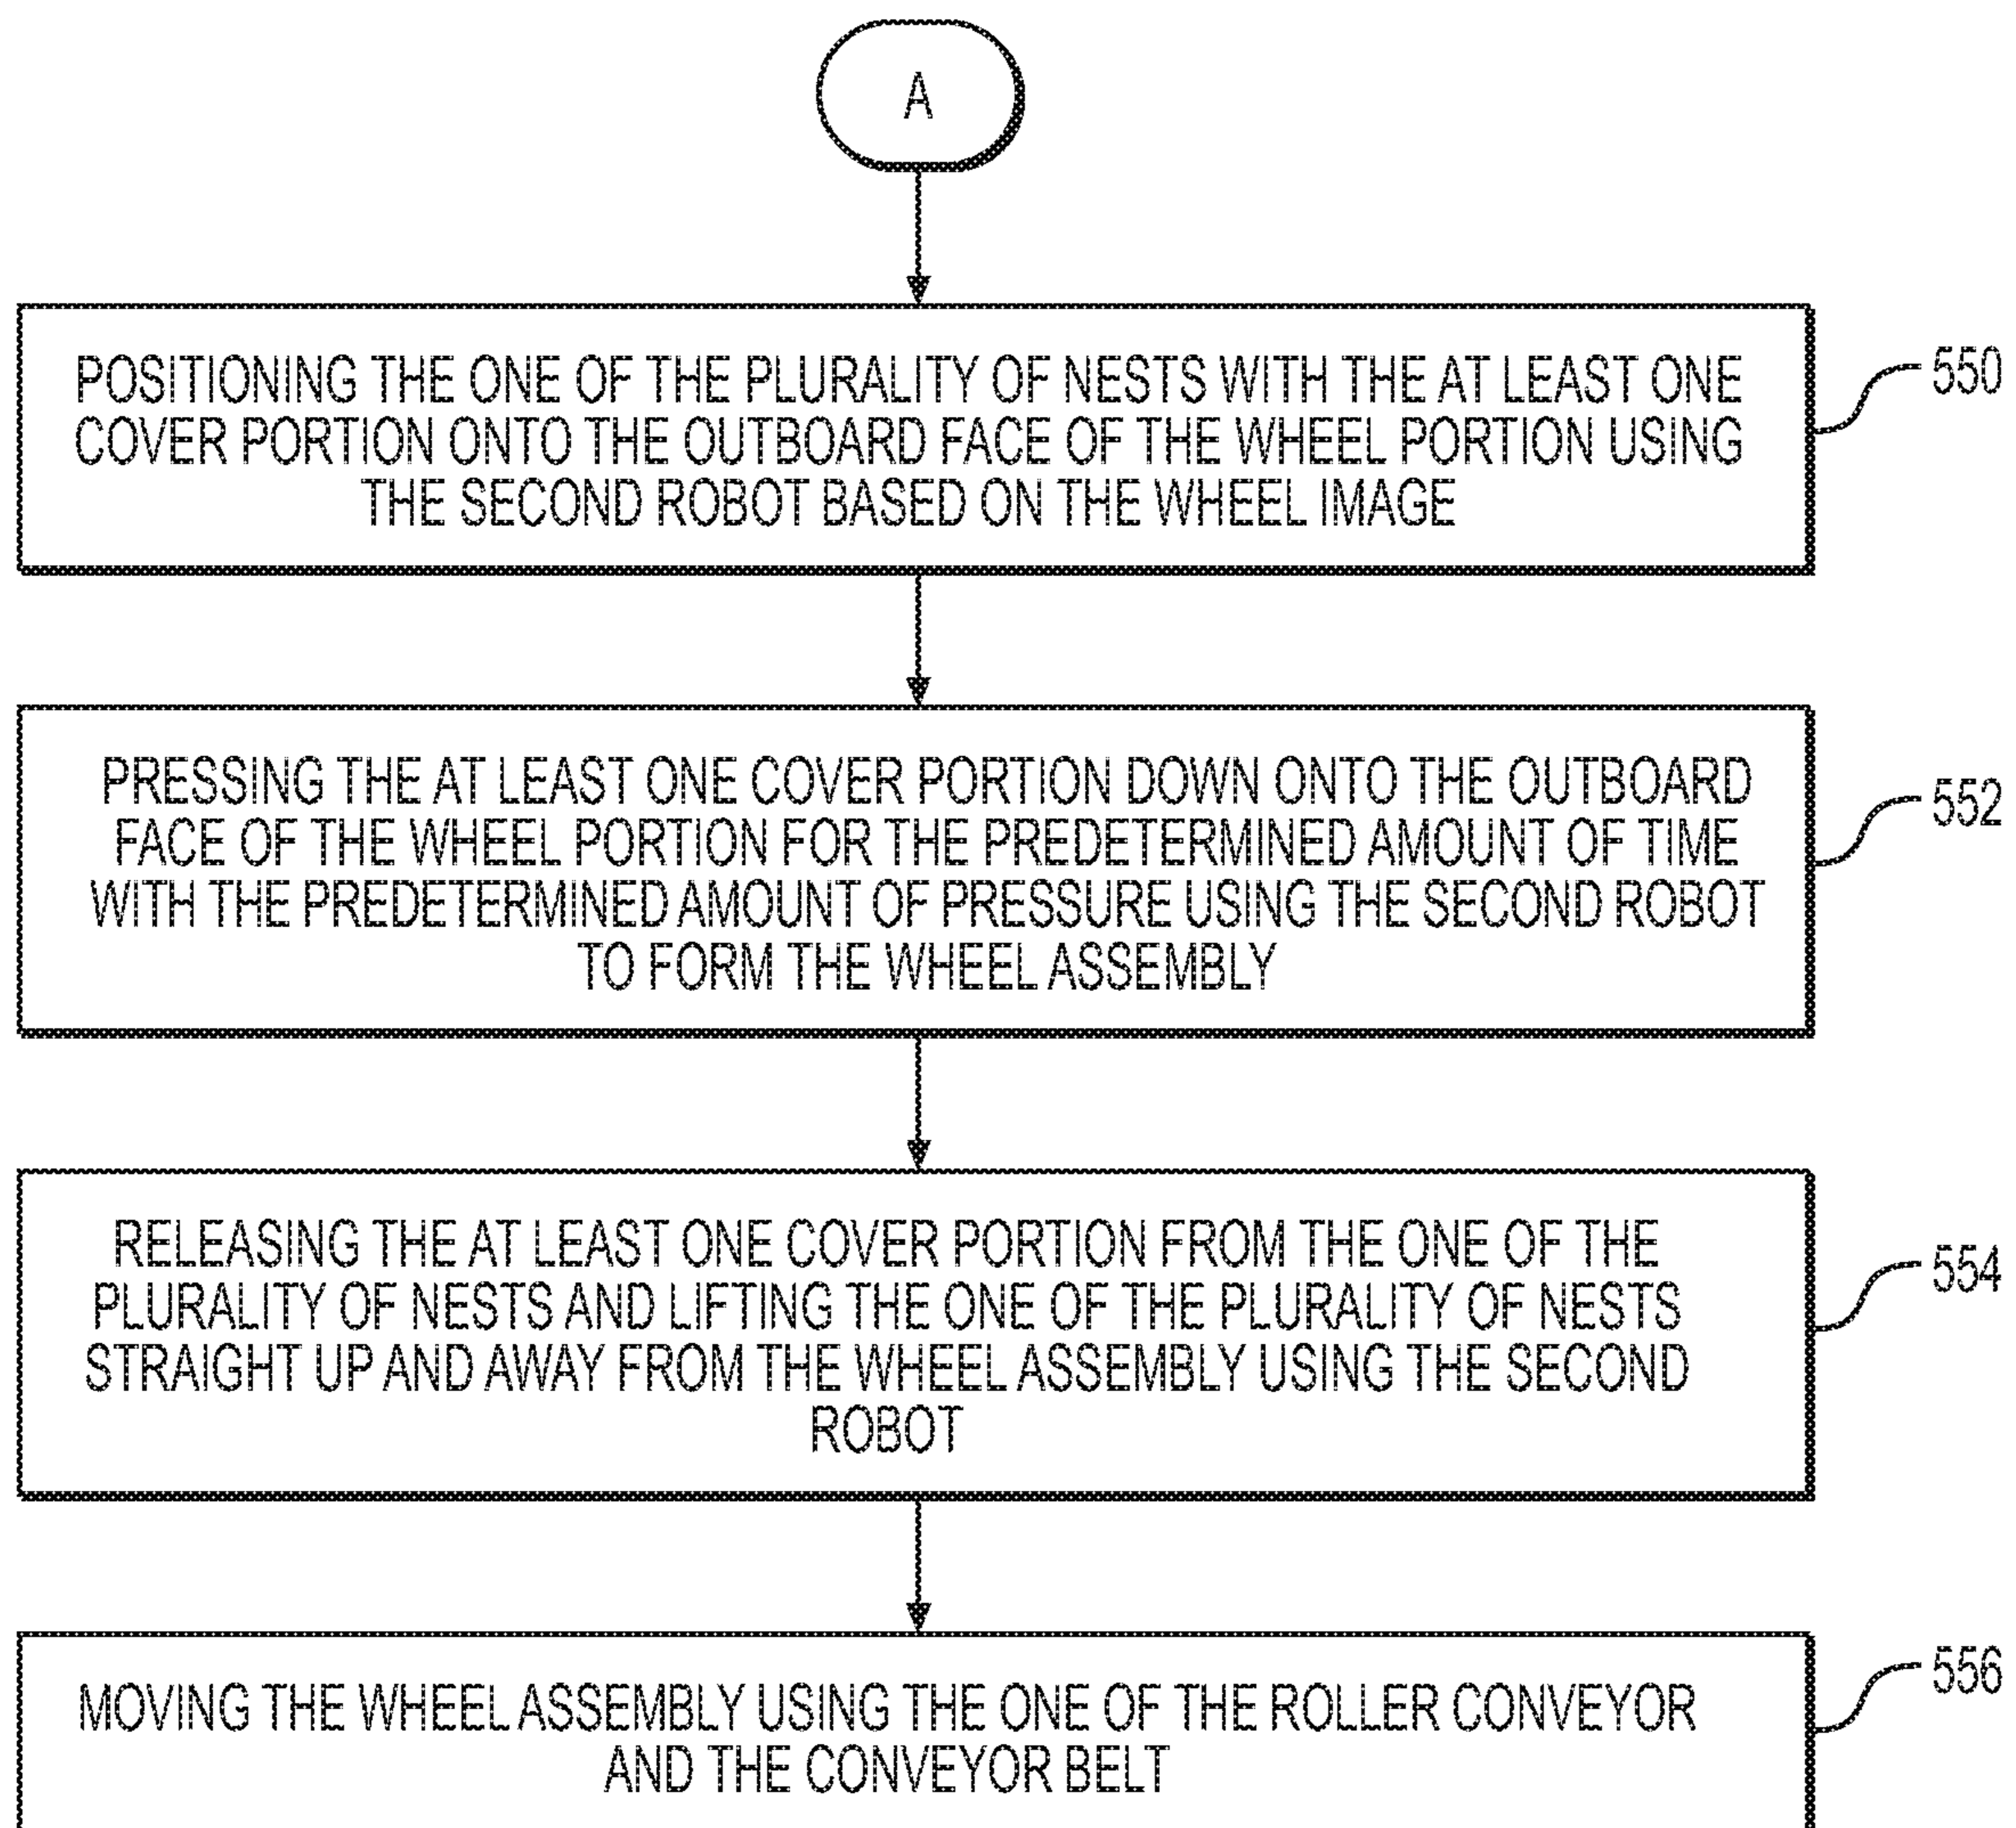 A
POSITIONING THE ONE OF THE PLURALITY OF NESTS WITH THE AT LEAST ONE
COVER PORTION ONTO THE OUTBOARD FACE OF THE WHEEL PORTION USING
THE SECOND ROBOT BASED ON THE WHEEL IMAGE
550
PRESSING THE AT LEAST ONE COVER PORTION DOWN ONTO THE OUTBOARD
FACE OF THE WHEEL PORTION FOR THE PREDETERMINED AMOUNT OF TIME
WITH THE PREDETERMINED AMOUNT OF PRESSURE USING THE SECOND ROBOT
TO FORM THE WHEEL ASSEMBLY
552
RELEASING THE AT LEAST ONE COVER PORTION FROM THE ONE OF THE
PLURALITY OF NESTS AND LIFTING THE ONE OF THE PLURALITY OF NESTS
STRAIGHT UP AND AWAY FROM THE WHEEL ASSEMBLY USING THE SECOND
ROBOT
554
MOVING THE WHEEL ASSEMBLY USING THE ONE OF THE ROLLER CONVEYOR
AND THE CONVEYOR BELT
556